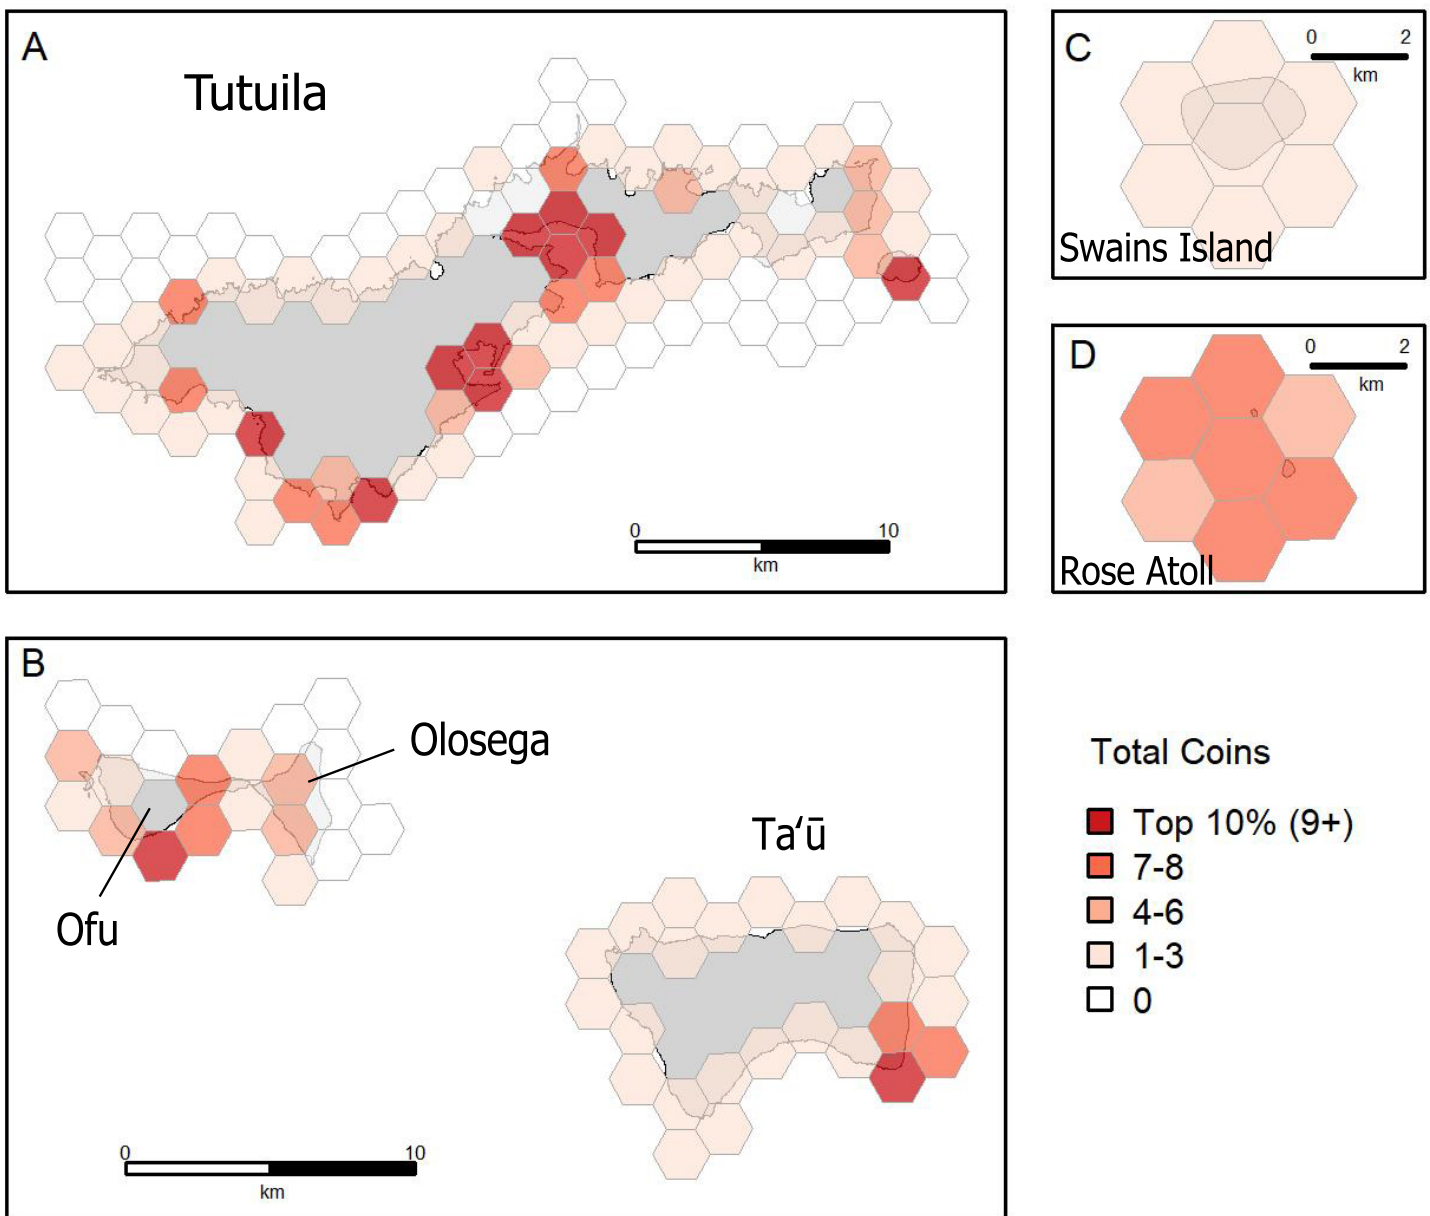 A
Tutuila
0 10
km
C
0 2
km
Swains Island
D
0 2
km
Rose Atoll
B
Olosega
Ofu
Ta‘ū
0 10
km
Total Coins
Top 10% (9+)
7-8
4-6
1-3
0